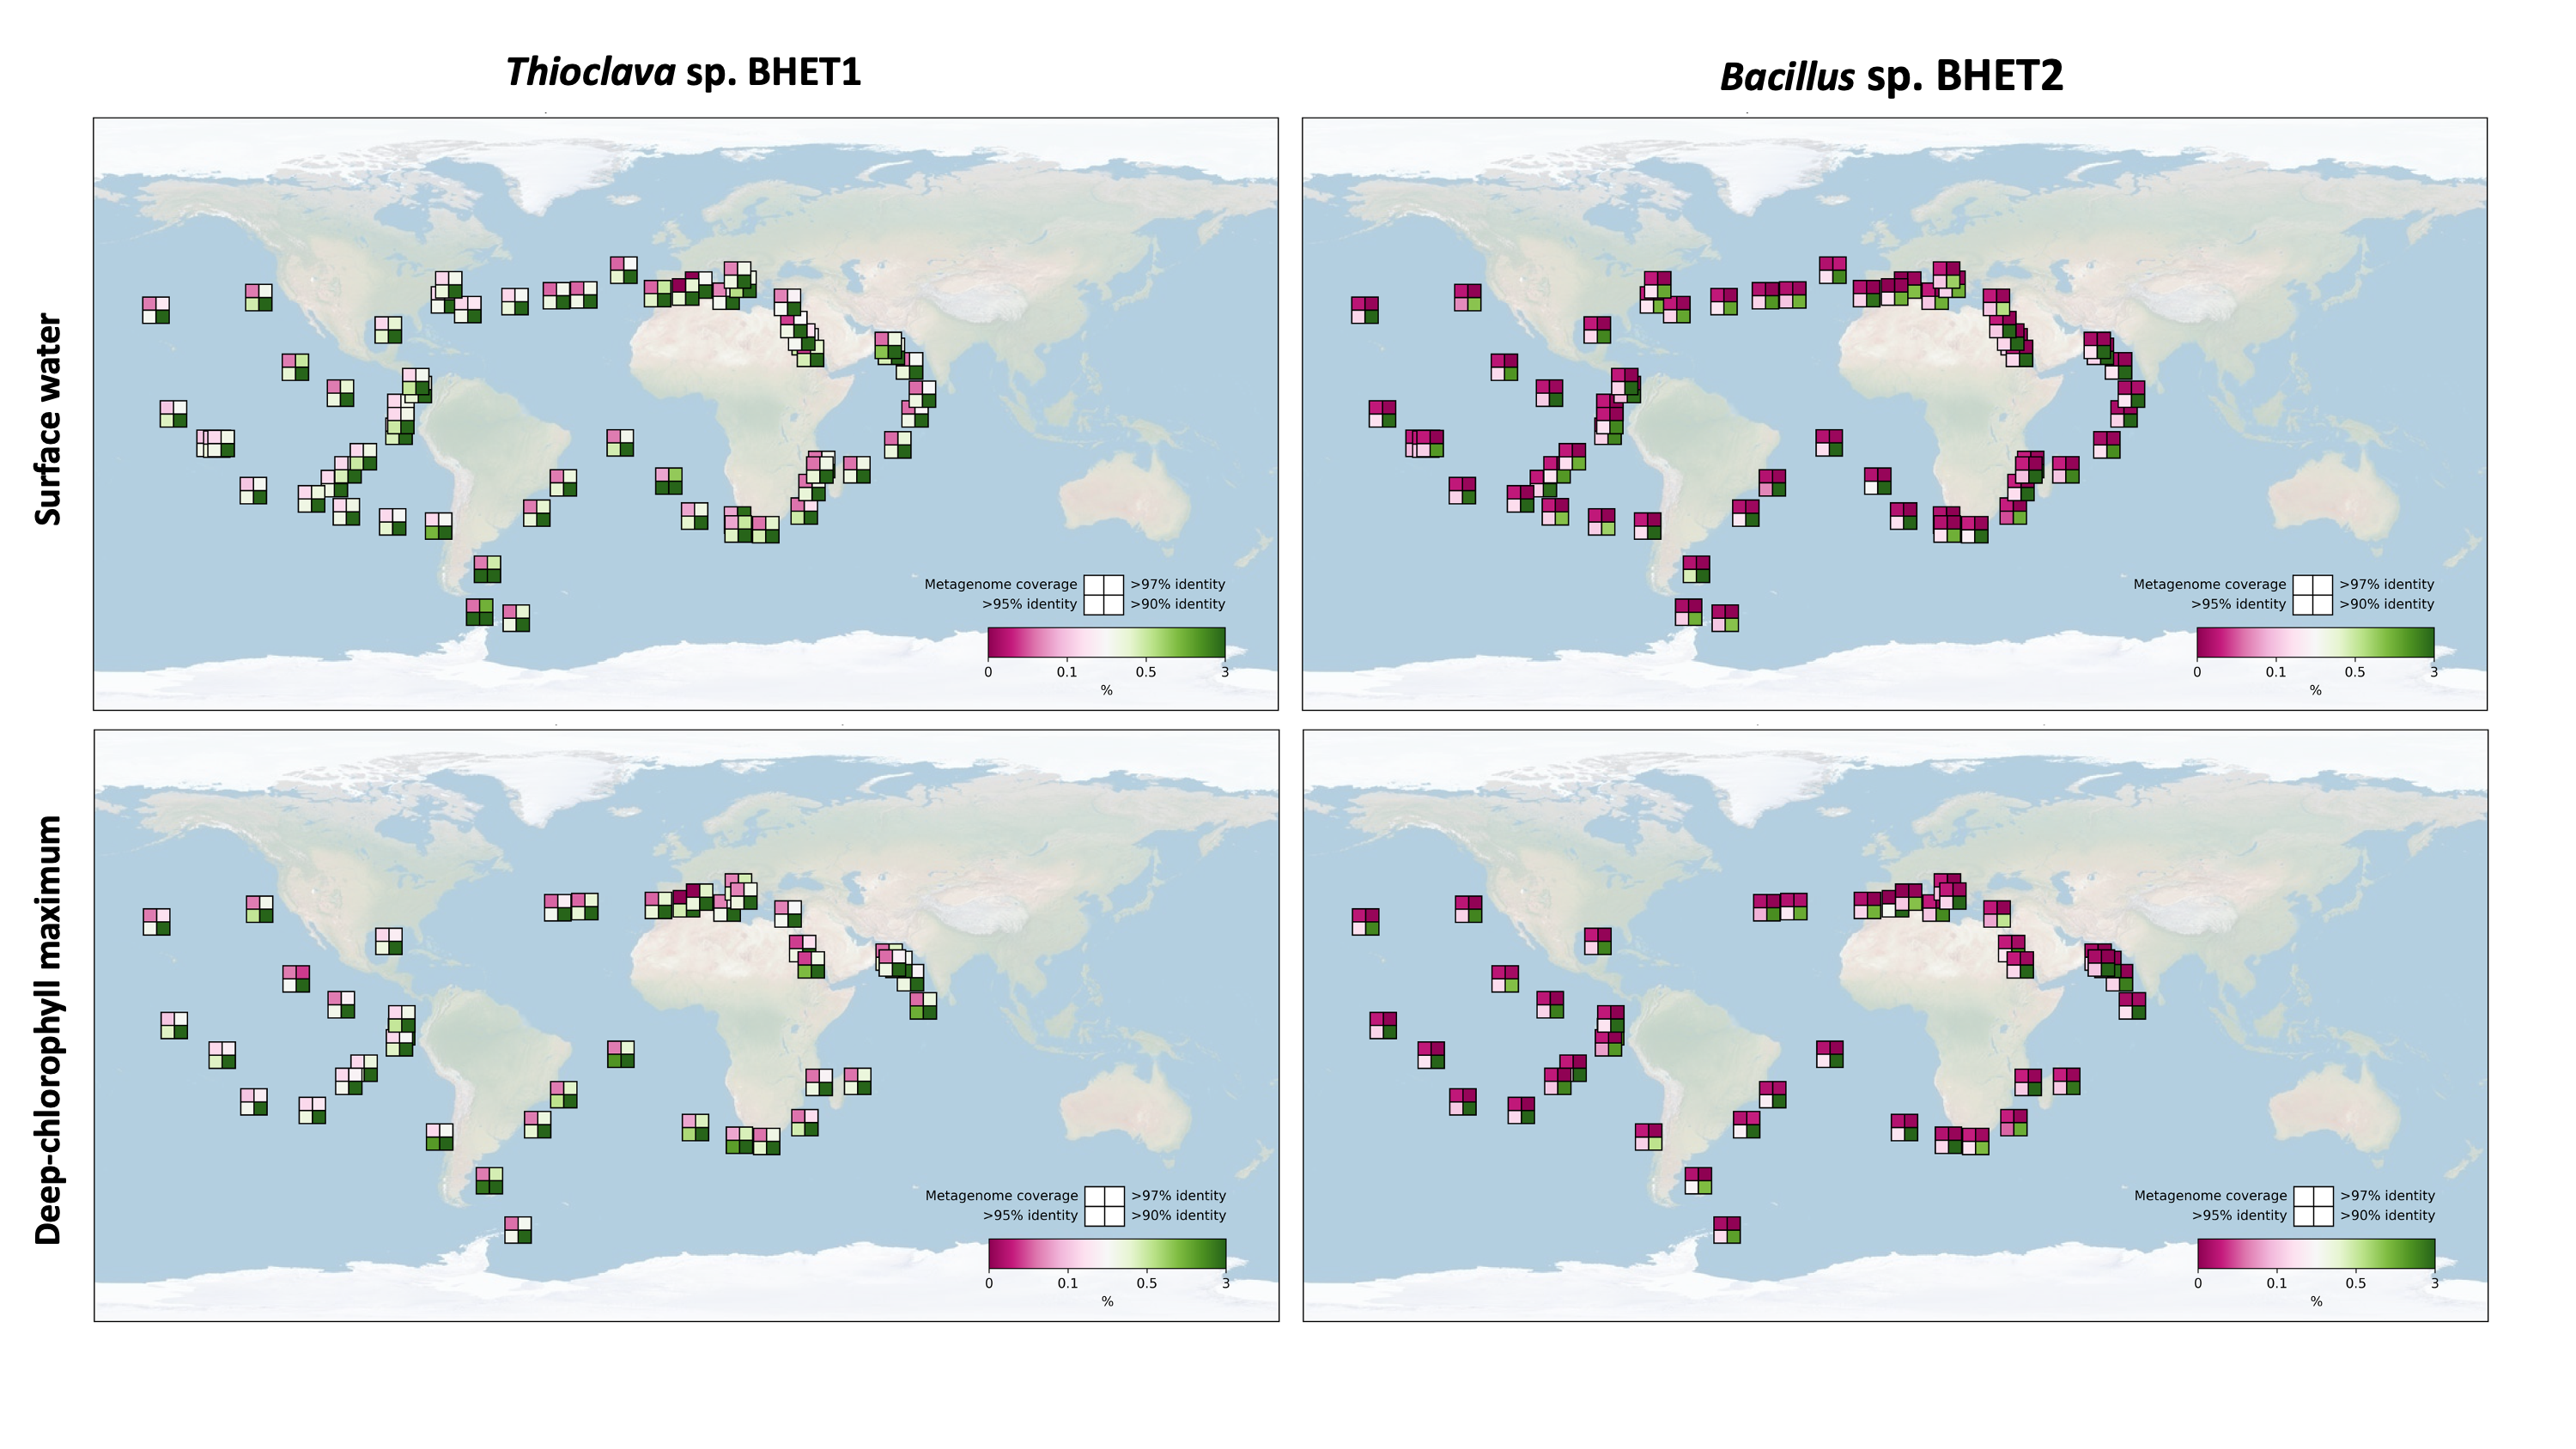 Thioclava sp. BHET1
Bacillus sp. BHET2
Surface water
Metagenome coverage >97% identity
>95% identity >90% identity
0 0.1 0.5 3
%
Metagenome coverage >97% identity
>95% identity >90% identity
0 0.1 0.5 3
%
Deep-chlorophyll maximum
Metagenome coverage >97% identity
>95% identity >90% identity
0 0.1 0.5 3
%
Metagenome coverage >97% identity
>95% identity >90% identity
0 0.1 0.5 3
%